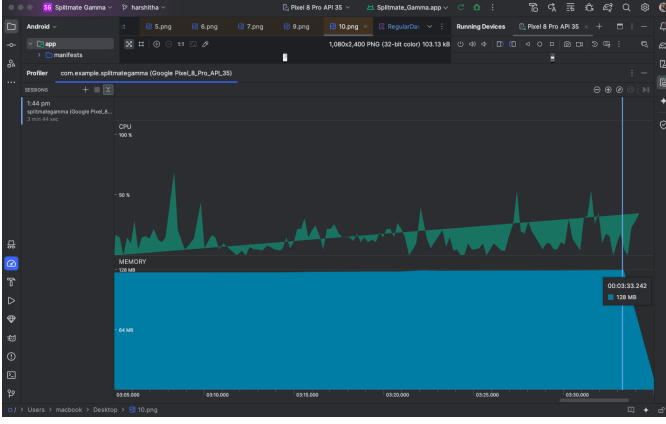 SG Splitmate Gamma harshitha Pixel 8 Pro API 35 Splitmate_Gamma.app
Android 5.png 6.png 7.png 9.png 10.png RegularDa: Running Devices Pixel 8 Pro API 35
app 1:1 1,080x2,400 PNG (32-bit color) 103.13 kB
manifests
Profiler com.example.splitmategamma (Google Pixel_8_Pro_API_35)
SESSIONS
1:44 pm
splitmategamma (Google Pixel_8...
3 min 44 sec
CPU
100 %
50 %
MEMORY
128 MB
00:03:33.242
128 MB
64 MB
03:05.000 03:10.000 03:15.000 03:20.000 03:25.000 03:30.000
Users > macbook > Desktop > 10.png